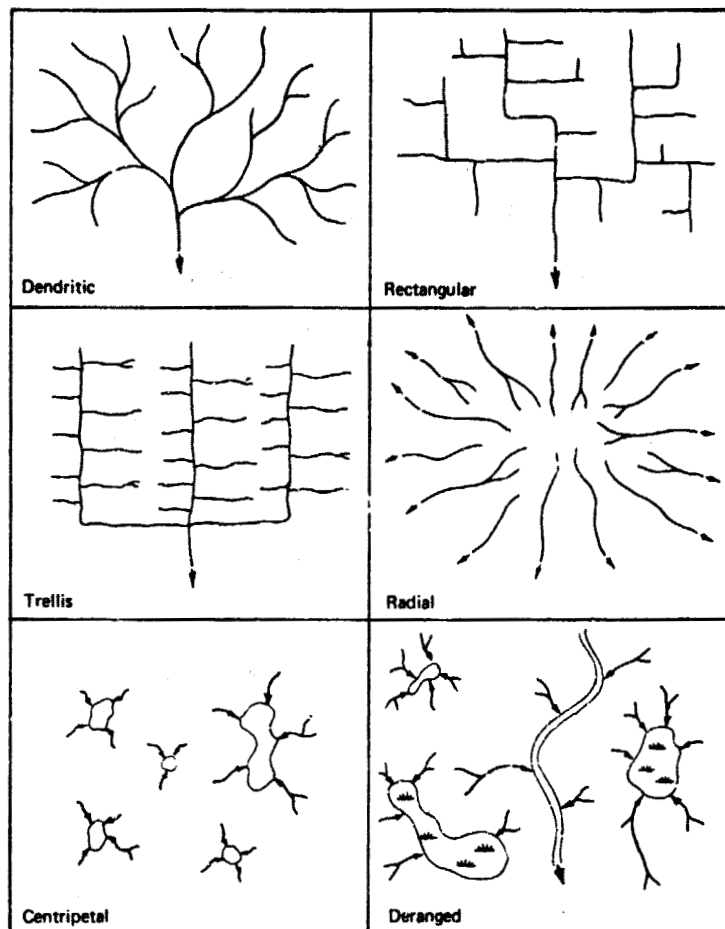 Dendritic
Rectangular
Trellis
Radial
Centripetal
Deranged